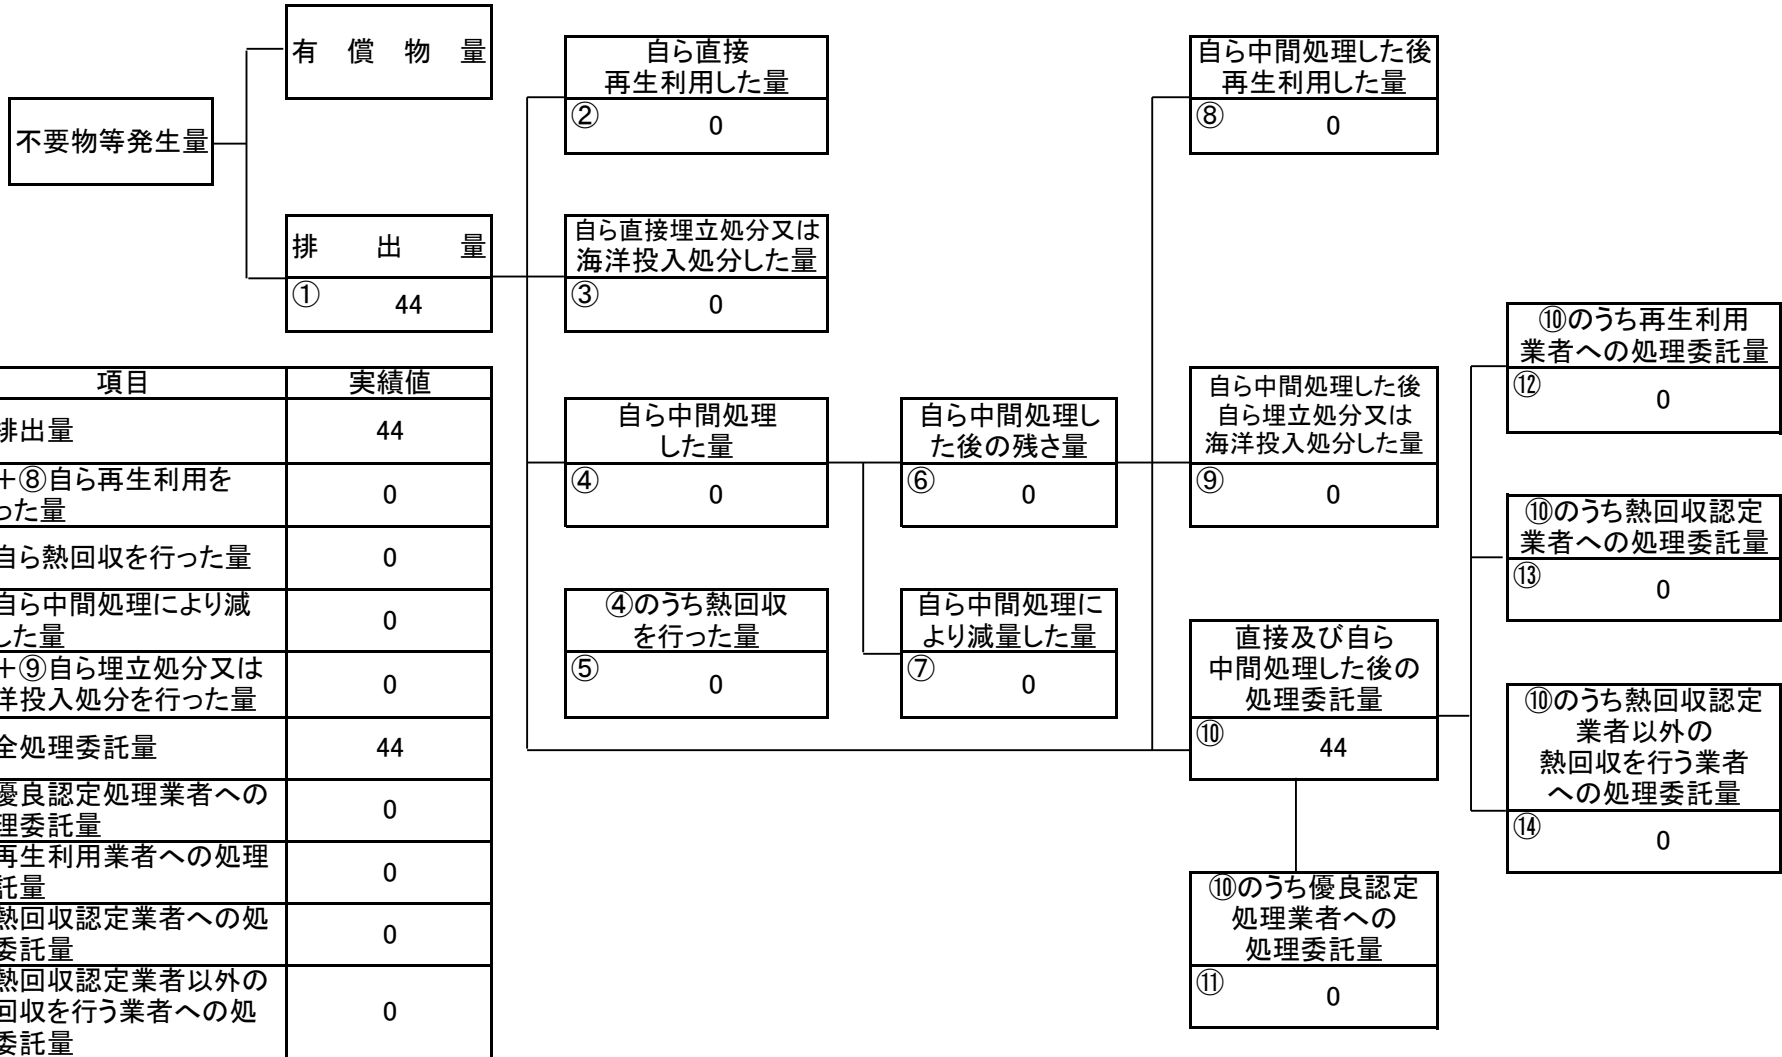 有　償　物　量
不要物等発生量
排　出　量
①
44
自ら直接
再生利用した量
②
0
自ら直接埋立処分又は
海洋投入処分した量
③
0
自ら中間処理
した量
④
0
④のうち熱回収
を行った量
⑤
0
自ら中間処理し
た後の残さ量
⑥
0
自ら中間処理に
より減量した量
⑦
0
自ら中間処理した後
再生利用した量
⑧
0
自ら中間処理した後
自ら埋立処分又は
海洋投入処分した量
⑨
0
直接及び自ら
中間処理した後の
処理委託量
⑩
44
⑩のうち優良認定
処理業者への
処理委託量
⑪
0
⑩のうち再生利用
業者への処理委託量
⑫
0
⑩のうち熱回収認定
業者への処理委託量
⑬
0
⑩のうち熱回収認定
業者以外の
熱回収を行う業者
への処理委託量
⑭
0
項目 実績値
排出量 44
+⑧自ら再生利用を
った量 0
自ら熱回収を行った量 0
自ら中間処理により減
した量 0
+⑨自ら埋立処分又は
洋投入処分を行った量 0
全処理委託量 44
優良認定処理業者への
理委託量 0
再生利用業者への処理
託量 0
熱回収認定業者への処
委託量 0
熱回収認定業者以外の
回収を行う業者への処
委託量 0